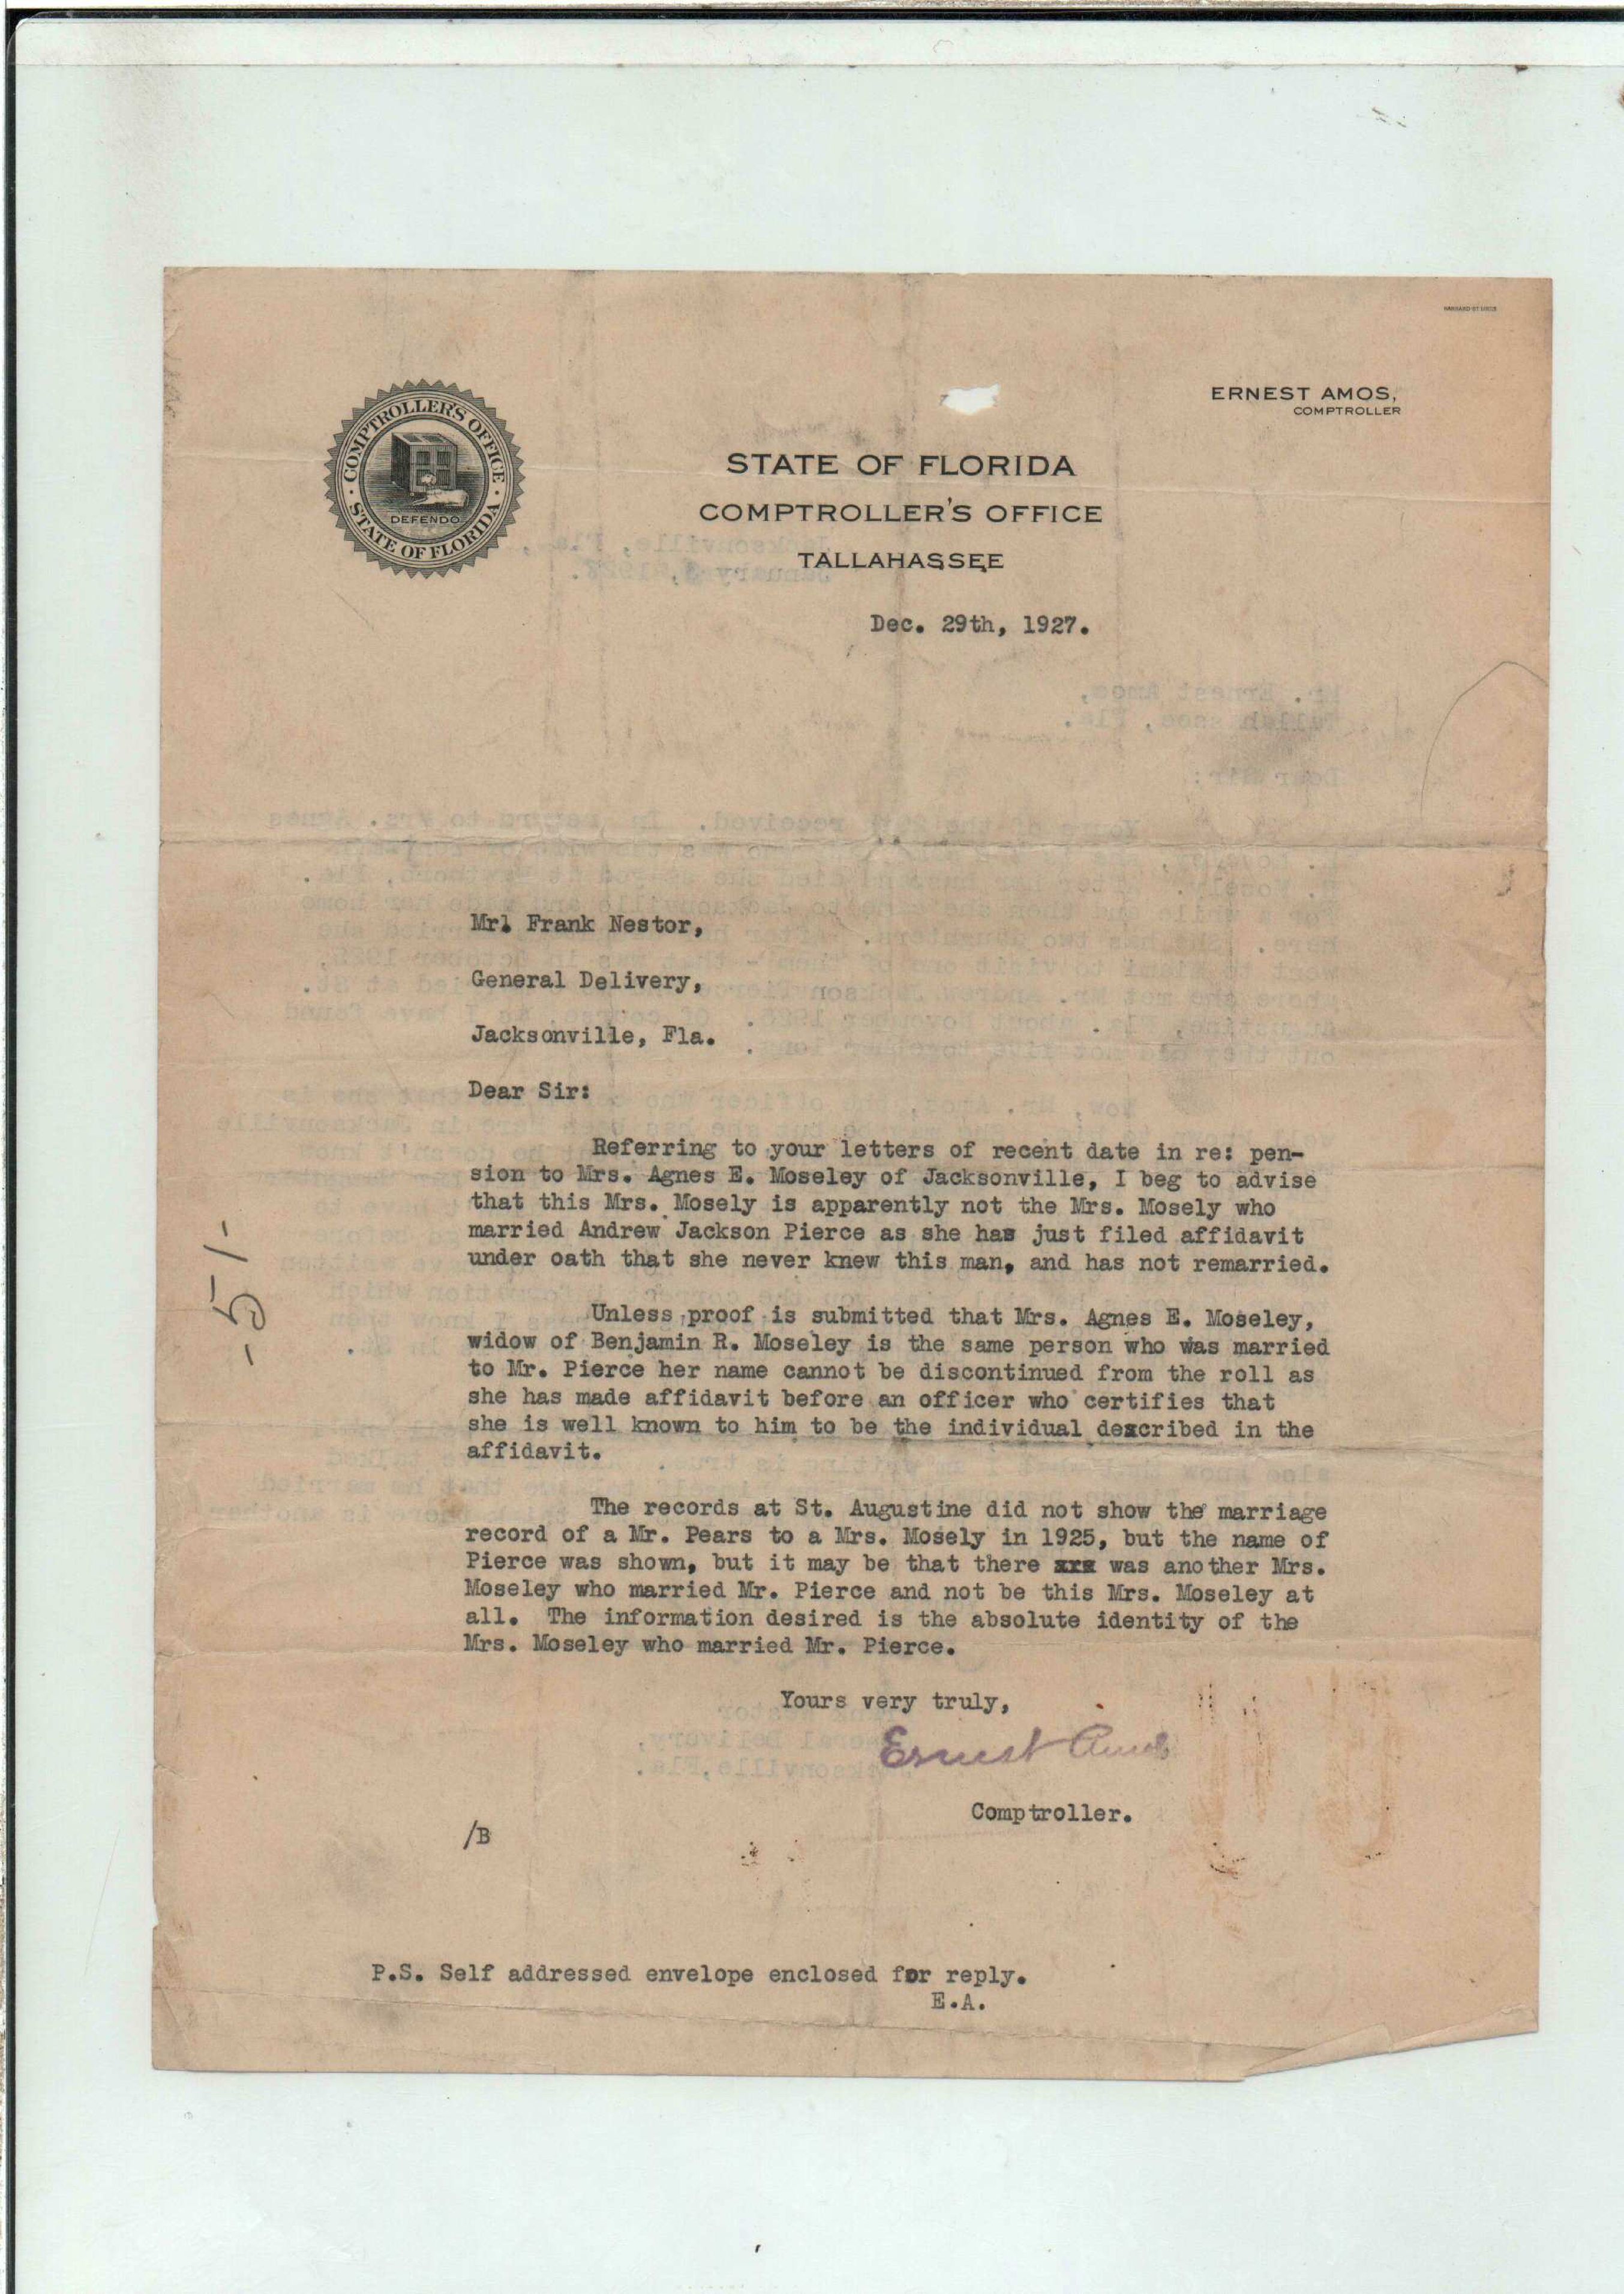 ERNEST AMOS,
COMPTROLLER
COMPTROLLER'S OFFICE
STATE OF FLORIDA
DEFENDO
STATE OF FLORIDA
COMPTROLLER'S OFFICE
TALLAHASSEE
Dec. 29th, 1927.
Mrl Frank Nestor,
General Delivery,
Jacksonville, Fla.
Dear Sir:
Referring to your letters of recent date in re: pen-
sion to Mrs. Agnes E. Moseley of Jacksonville, I beg to advise
that this Mrs. Mosely is apparently not the Mrs. Mosely who
married Andrew Jackson Pierce as she has just filed affidavit
under oath that she never knew this man, and has not remarried.
Unless proof is submitted that Mrs. Agnes E. Moseley,
widow of Benjamin R. Moseley is the same person who was married
to Mr. Pierce her name cannot be discontinued from the roll as
she has made affidavit before an officer who certifies that
she is well known to him to be the individual described in the
affidavit.
The records at St. Augustine did not show the marriage
record of a Mr. Pears to a Mrs. Mosely in 1925, but the name of
Pierce was shown, but it may be that there was another Mrs.
Moseley who married Mr. Pierce and not be this Mrs. Moseley at
all. The information desired is the absolute identity of the
Mrs. Moseley who married Mr. Pierce.
Yours very truly,
Ernest Amos
Comptroller.
/B
P.S. Self addressed envelope enclosed for reply.
E.A.
-51-